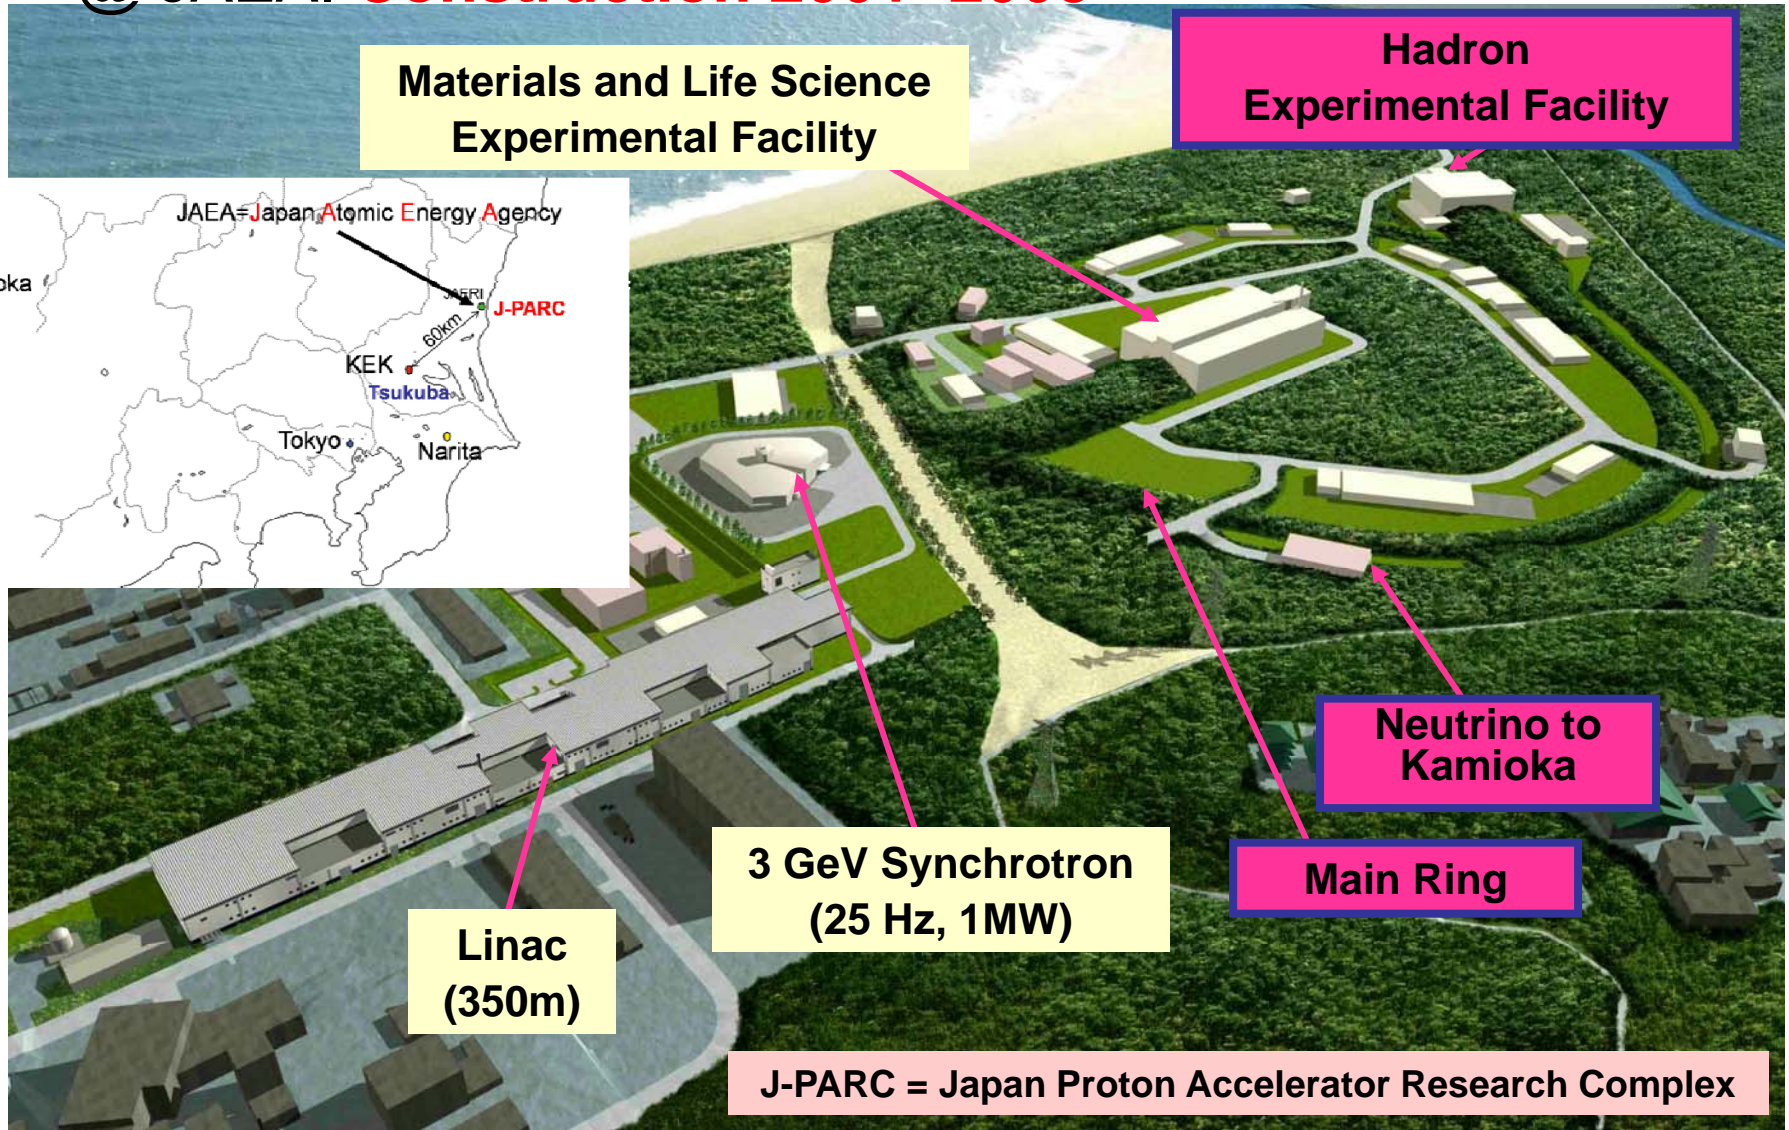 Materials and Life Science
Experimental Facility
Hadron
Experimental Facility
JAEA=Japan Atomic Energy Agency
JAERI
J-PARC
60km
KEK
Tsukuba
Tokyo
Narita
Neutrino to
Kamioka
3 GeV Synchrotron
(25 Hz, 1MW)
Main Ring
Linac
(350m)
J-PARC = Japan Proton Accelerator Research Complex